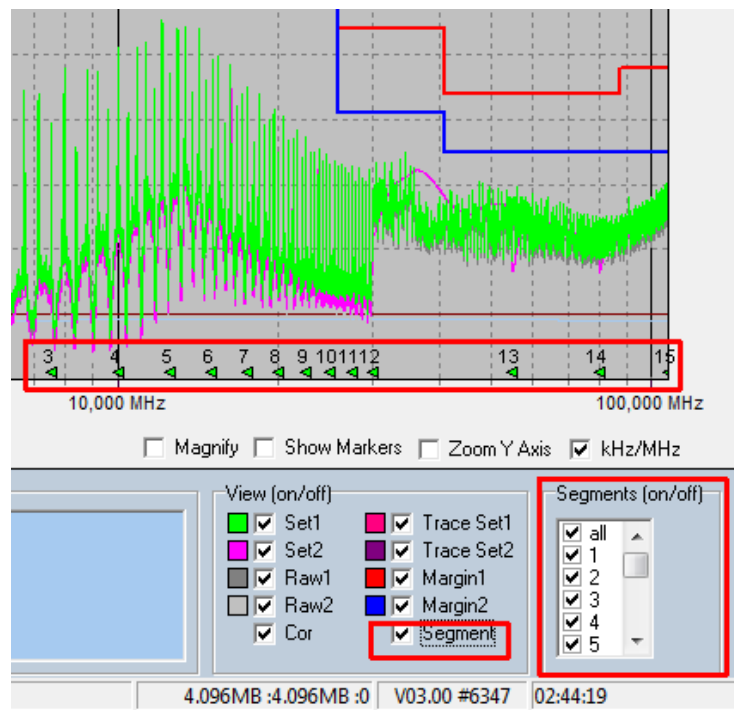 3 4 5 6 7 8 9 10 11 12 13 14 15
10,000 MHz 100,000 MHz
Magnify Show Markers Zoom Y Axis kHz/MHz
View (on/off) Segments (on/off)
Set1 Trace Set1 all
Set2 Trace Set2 1
Raw1 Margin1 2
Raw2 Margin2 3
Cor Segment 4
5
4.096MB :4.096MB :0 V03.00 #6347 02:44:19